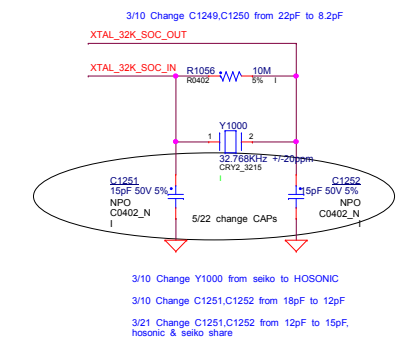 3/10 Change C1249,C1250 from 22pF to 8.2pF
XTAL_32K_SOC_OUT
XTAL_32K_SOC_IN
R1056 10M
R0402 5% I
Y1000
1 2
32.768KHz +/-20ppm
CRY2_3215
I
C1251 C1252
15pF 50V 5% 15pF 50V 5%
NPO NPO
C0402_N C0402_N
I I
5/22 change CAPs
3/10 Change Y1000 from seiko to HOSONIC
3/10 Change C1251,C1252 from 18pF to 12pF
3/21 Change C1251,C1252 from 12pF to 15pF,
hosonic & seiko share